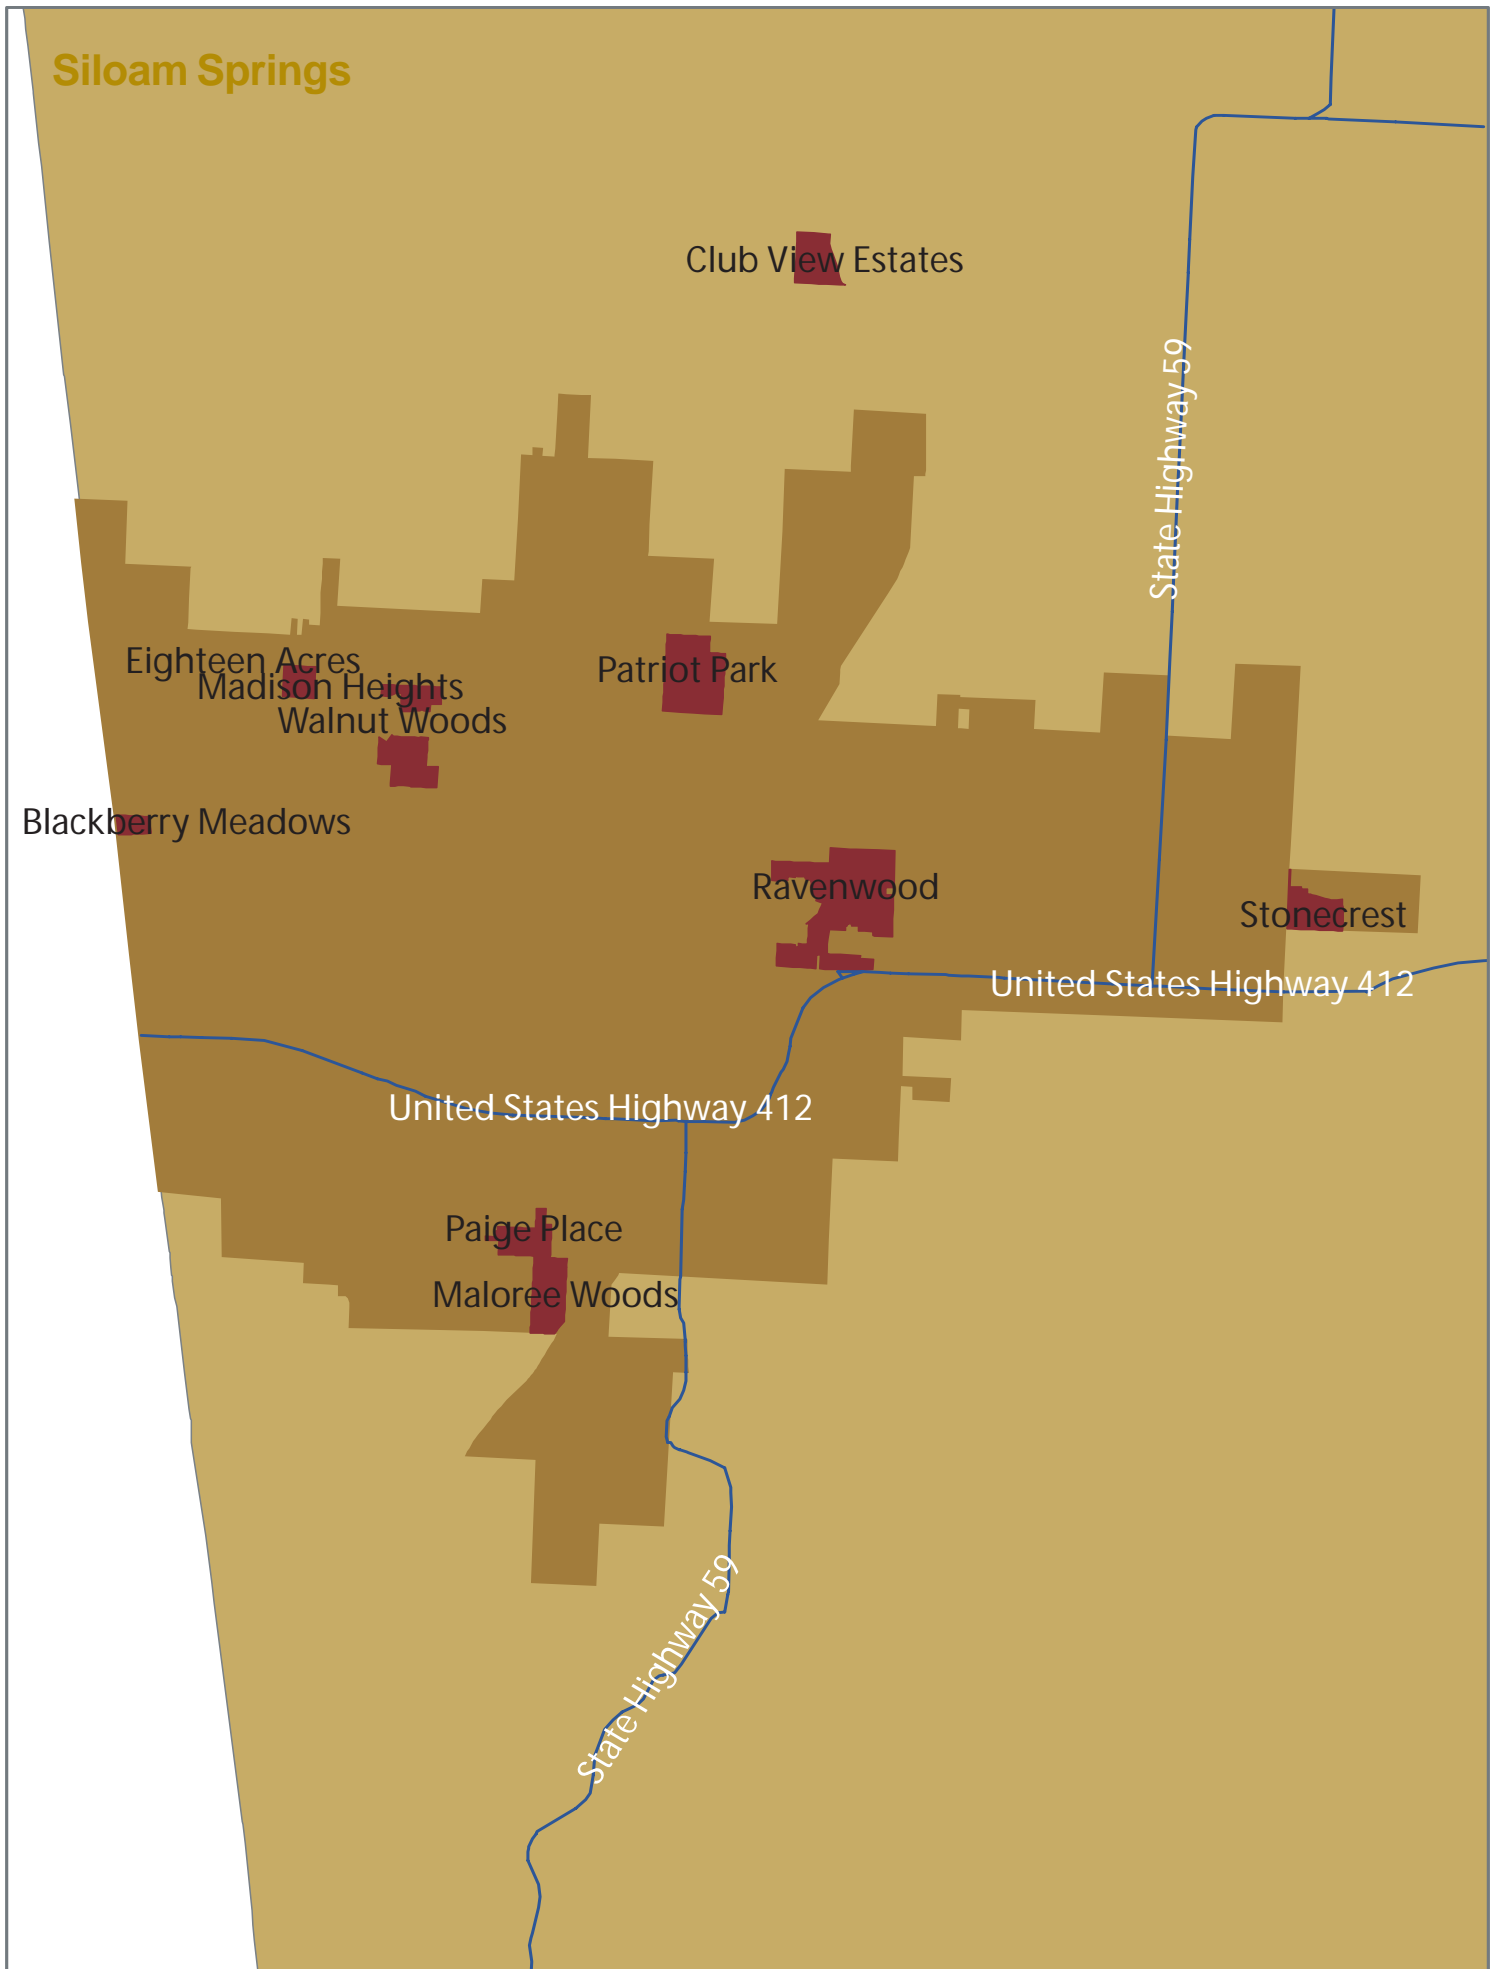 Siloam Springs
Club View Estates
State Highway 59
Eighteen Acres
Patriot Park
Madison Heights
Walnut Woods
Blackberry Meadows
Ravenwood
Stonecrest
United States Highway 412
United States Highway 412
Paige Place
Maloree Woods
State Highway 59